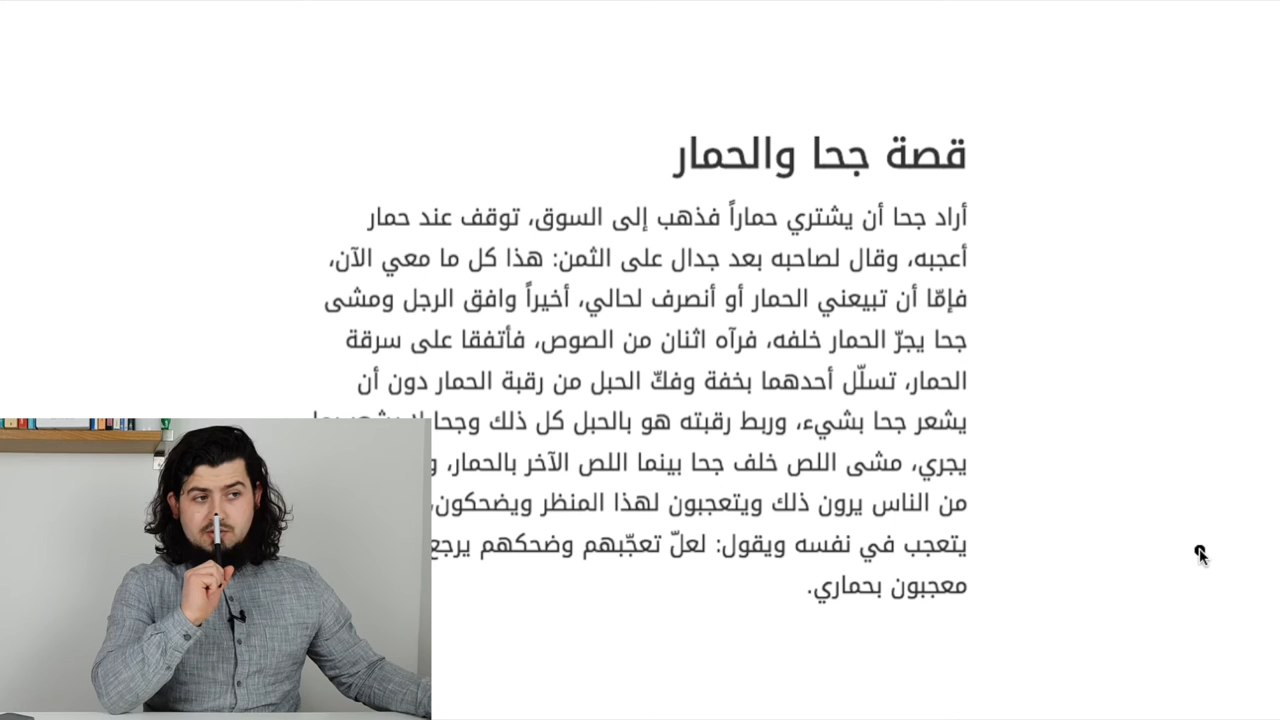 قصة جحا والحمار
أراد جحا أن يشتري حماراً فذهب إلى السوق، توقف عند حمار
أعجبه، وقال لصاحبه بعد جدال على الثمن: هذا كل ما معي الآن،
فإمّا أن تبيعني الحمار أو أنصرف لحالي، أخيراً وافق الرجل ومشى
جحا يجرّ الحمار خلفه، فرآه اثنان من الصوص، فأتفقا على سرقة
الحمار، تسلّل أحدهما بخفة وفكّ الحبل من رقبة الحمار دون أن
يشعر جحا بشيء، وربط رقبته هو بالحبل كل ذلك وجحا
يجري، مشى اللص خلف جحا بينما اللص الآخر بالحمار،
من الناس يرون ذلك ويتعجبون لهذا المنظر ويضحكون،
يتعجب في نفسه ويقول: لعلّ تعجّبهم وضحكهم
معجبون بحماري.